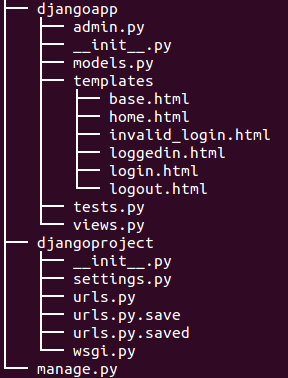 djangoapp
admin.py
__init__.py
models.py
templates
base.html
home.html
invalid_login.html
loggedin.html
login.html
logout.html
tests.py
views.py
djangoproject
__init__.py
settings.py
urls.py
urls.py.save
urls.py.saved
wsgi.py
manage.py